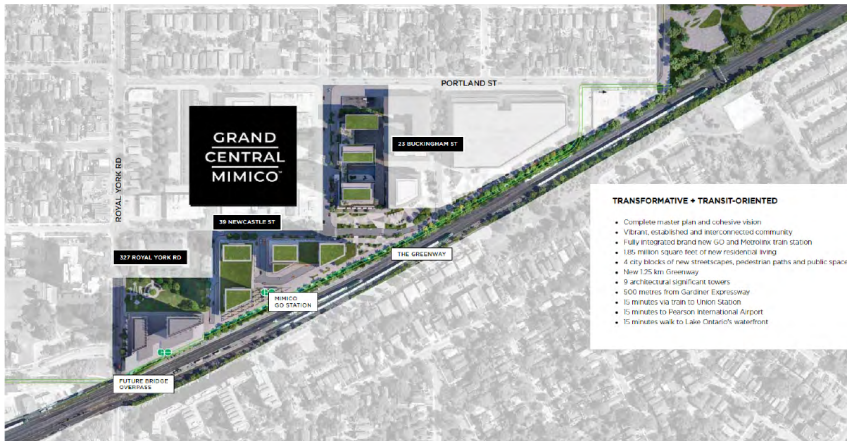 PORTLAND ST
GRAND
CENTRAL
MIMICO™
23 BUCKINGHAM ST
ROYAL YORK RD
39 NEWCASTLE ST
327 ROYAL YORK RD
THE GREENWAY
MIMICO
GO STATION
FUTURE BRIDGE
OVERPASS
TRANSFORMATIVE + TRANSIT-ORIENTED
• Complete master plan and cohesive vision
• Vibrant, established and interconnected community
• Fully integrated brand new GO and Metrolinx train station
• 1.85 million square feet of new residential living
• 4 city blocks of new streetscapes, pedestrian paths and public space
• New 1.25 km Greenway
• 9 architectural significant towers
• 500 metres from Gardiner Expressway
• 15 minutes via train to Union Station
• 15 minutes to Pearson International Airport
• 15 minutes walk to Lake Ontario's waterfront